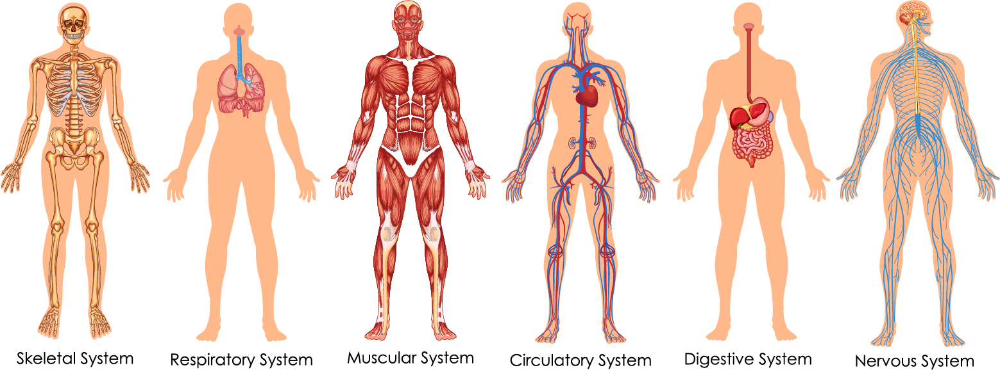 Skeletal System
Respiratory System
Muscular System
Circulatory System
Digestive System
Nervous System